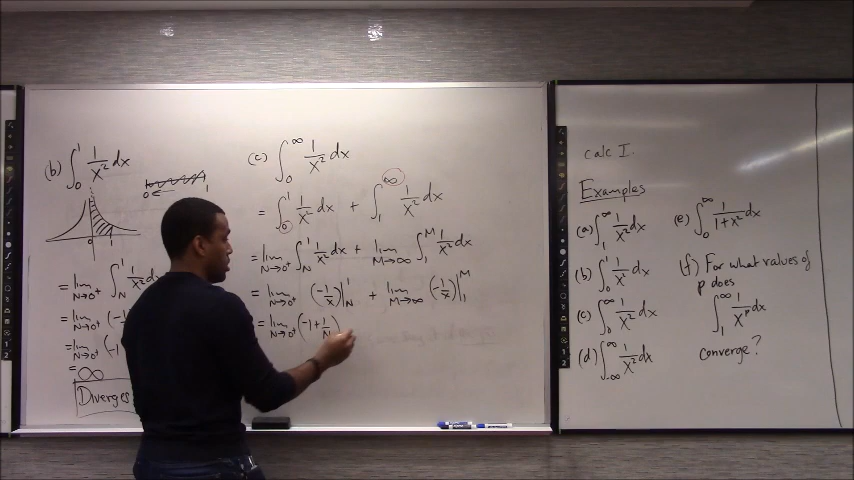 (b) ∫₀¹ 1/x² dx
0 1
0 1
= lim N→0⁺ ∫_N¹ 1/x² dx
= lim N→0⁺ (-1/
= lim N→0⁺ (-1
= ∞
Diverges
(c) ∫₀^∞ 1/x² dx
= ∫₀¹ 1/x² dx + ∫₁^∞ 1/x² dx
= lim N→0⁺ ∫_N¹ 1/x² dx + lim M→∞ ∫₁^M 1/x² dx
= lim N→0⁺ (-1/x)|_N¹ + lim M→∞ (-1/x)|₁^M
= lim N→0⁺ (-1 + 1/N)
Calc I.
Examples
(a) ∫₁^∞ 1/x² dx
(b) ∫₀¹ 1/x² dx
(c) ∫₀^∞ 1/x² dx
(d) ∫_-∞^∞ 1/x² dx
(e) ∫₀^∞ 1/(1+x²) dx
(f) For what values of
p does
∫₁^∞ 1/x^p dx
converge?